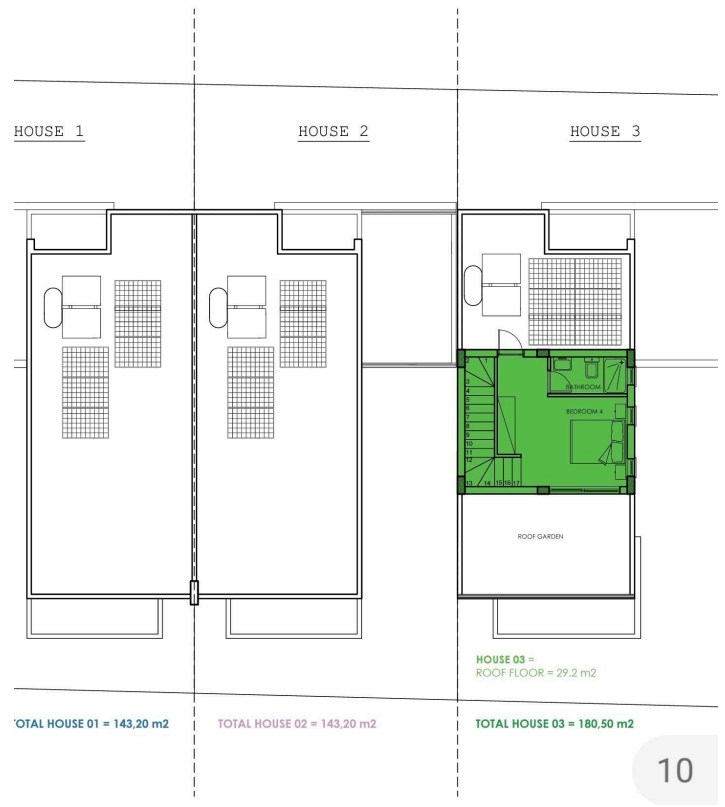 HOUSE 1
HOUSE 2
HOUSE 3
2 1
3
4
5
6
7
8
9
10
11
12
13 14 15 16 17
BATHROOM
BEDROOM 4
ROOF GARDEN
HOUSE 03 =
ROOF FLOOR = 29.2 m2
OTAL HOUSE 01 = 143,20 m2
TOTAL HOUSE 02 = 143,20 m2
TOTAL HOUSE 03 = 180,50 m2
10